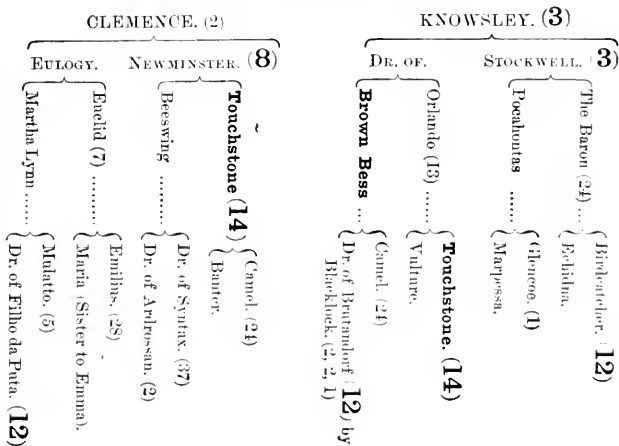 CLEMENCE. (2)
KNOWSLEY. (3)
EULOGY.
NEWMINSTER. (8)
DR. OF.
STOCKWELL. (3)
Martha Lynn ......
Euclid (7) .........
Beeswing .........
Touchstone (14)
Brown Bess ...
Orlando (13) ......
Pocahontas ......
The Baron (24) ...
Dr. of Filho da Puta. (12)
Mulatto. (5)
Maria (Sister to Emma).
Emilius. (28)
Dr. of Ardrossan. (2)
Dr. of Syntax. (37)
Banter.
Camel. (24)
Dr. of Brutandorf (12) by
Blacklock. (2, 2, 1)
Camel. (24)
Vulture.
Touchstone. (14)
Marpessa.
Glencoe. (1)
Echidna.
Birdcatcher. (12)